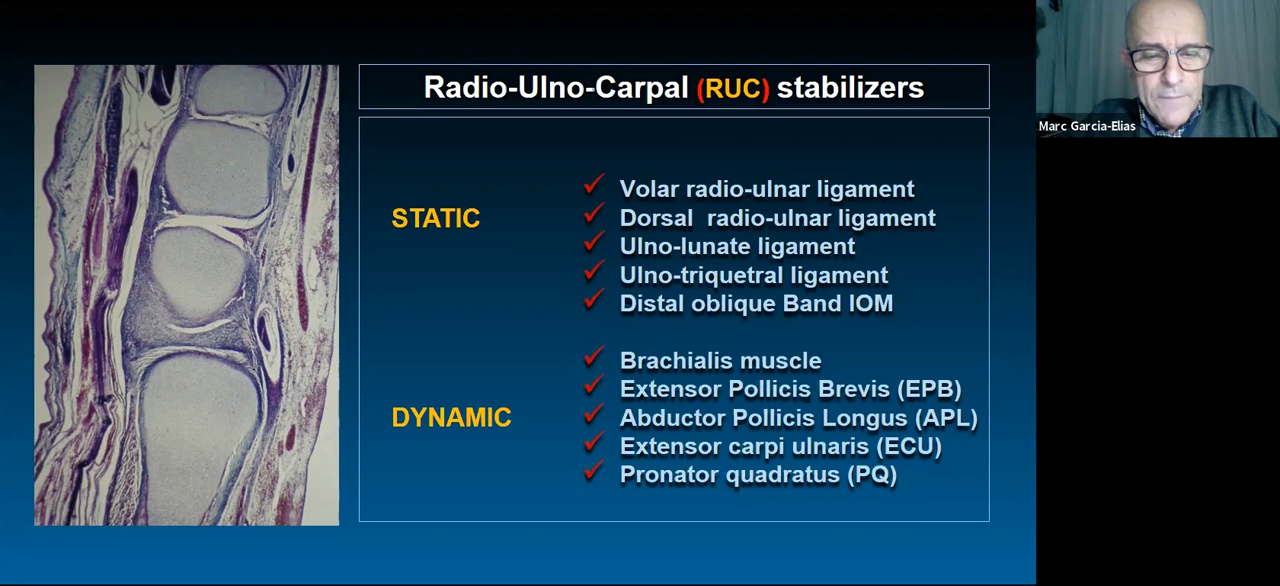 Radio-Ulno-Carpal (RUC) stabilizers
Marc Garcia-Elias
STATIC
Volar radio-ulnar ligament
Dorsal radio-ulnar ligament
Ulno-lunate ligament
Ulno-triquetral ligament
Distal oblique Band IOM
DYNAMIC
Brachialis muscle
Extensor Pollicis Brevis (EPB)
Abductor Pollicis Longus (APL)
Extensor carpi ulnaris (ECU)
Pronator quadratus (PQ)